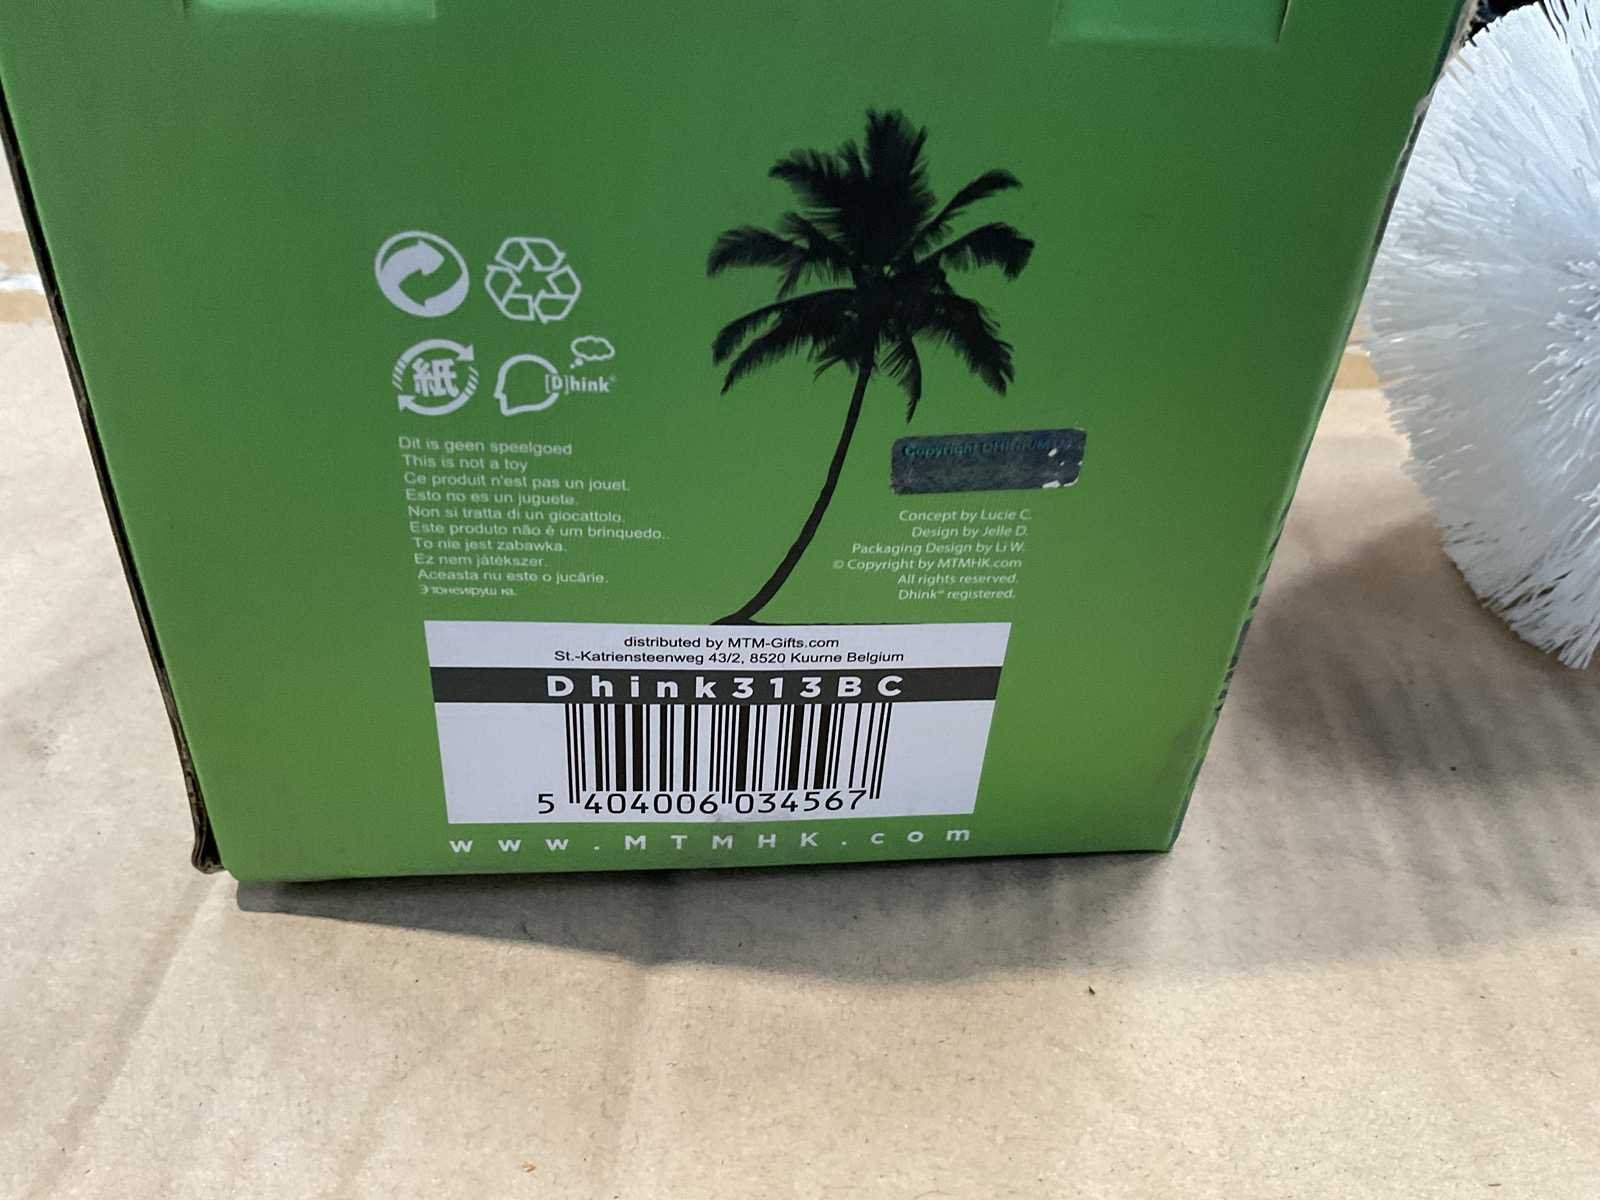 紙
[D]hink®
Dit is geen speelgoed
This is not a toy
Ce produit n'est pas un jouet.
Esto no es un juguete.
Non si tratta di un giocattolo.
Este produto não é um brinquedo.
To nie jest zabawka.
Ez nem játékszer.
Aceasta nu este o jucărie.
Copyright
Concept by Lucie C.
Design by Jelle D.
Packaging Design by Li W.
© Copyright by MTMHK.com
All rights reserved.
Dhink™ registered.
distributed by MTM-Gifts.com
St.-Katriensteenweg 43/2, 8520 Kuurne Belgium
Dhink313BC
5 404006 034567
www.MTMHK.com